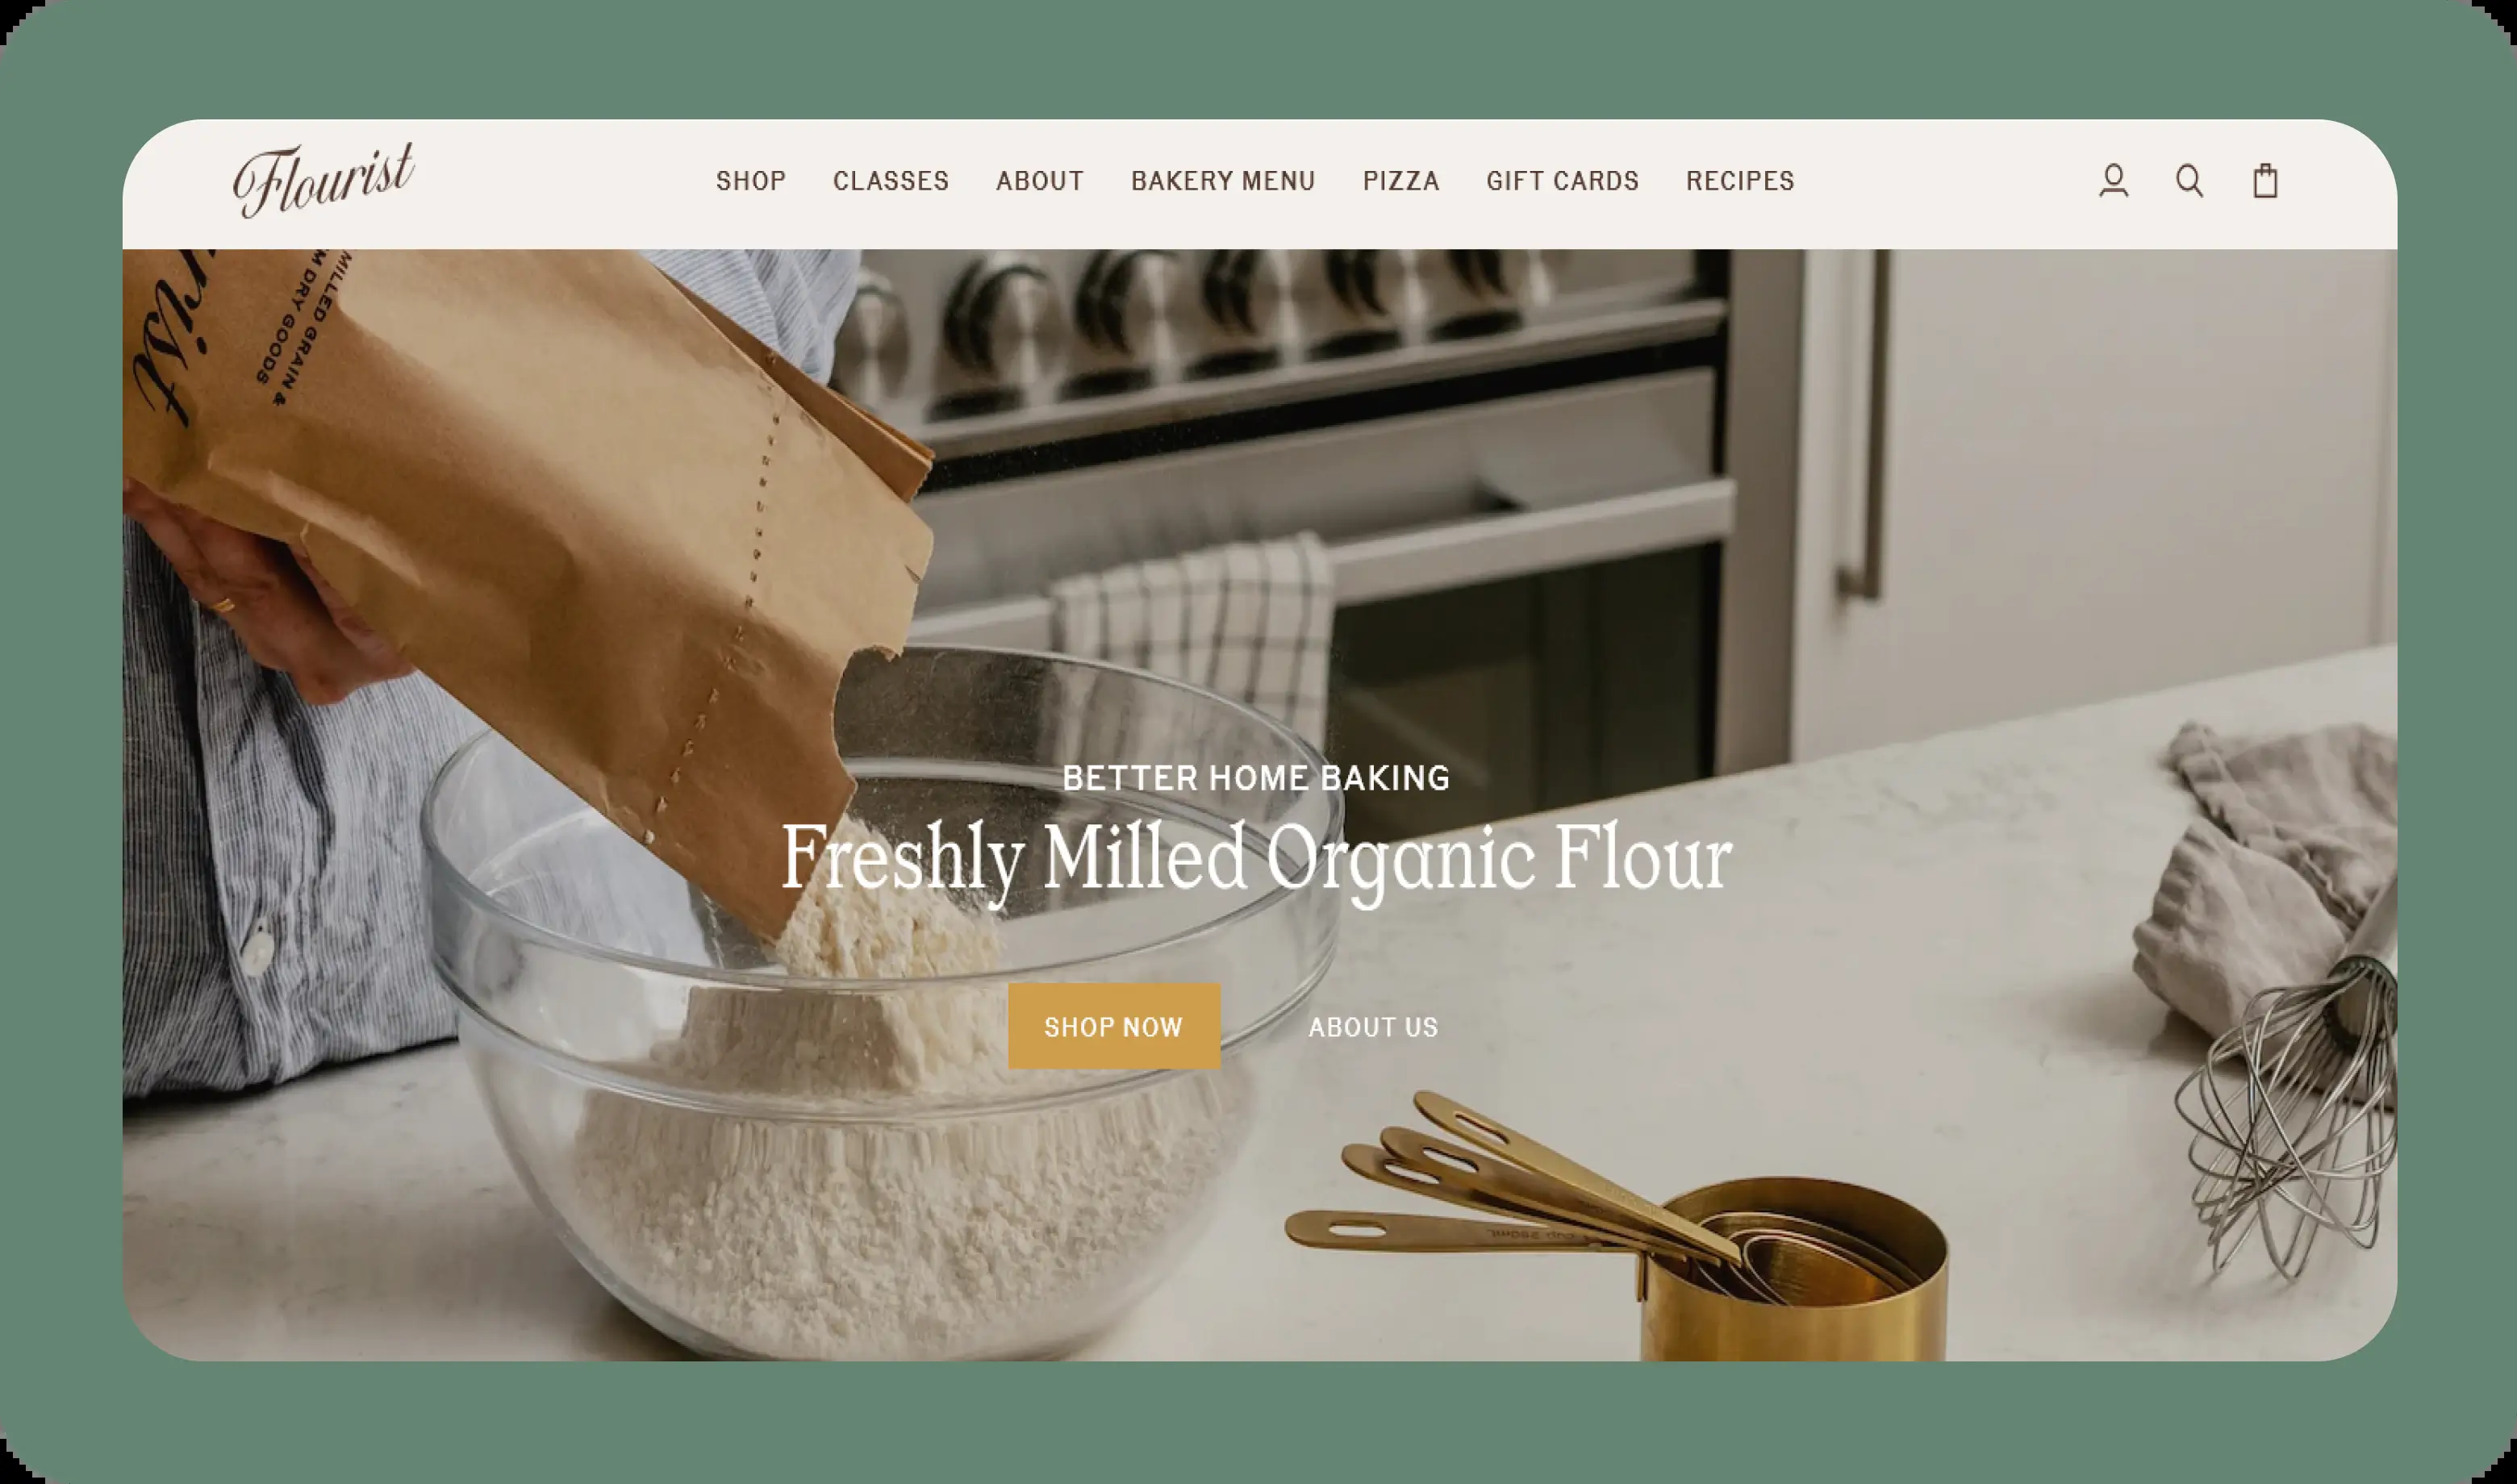 Flourist
SHOP CLASSES ABOUT BAKERY MENU PIZZA GIFT CARDS RECIPES
MILLED GRAIN &
DRY GOODS
BETTER HOME BAKING
Freshly Milled Organic Flour
SHOP NOW ABOUT US